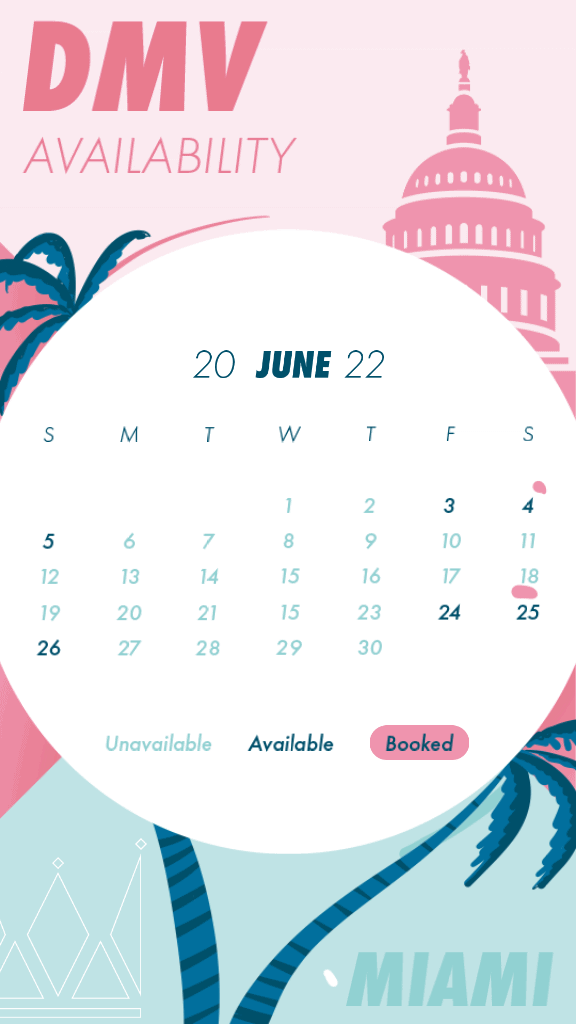 DMV
AVAILABILITY
20 JUNE 22
S M T W T F S
1 2 3 4
5 6 7 8 9 10 11
12 13 14 15 16 17 18
19 20 21 15 23 24 25
26 27 28 29 30
Unavailable Available Booked
MIAMI